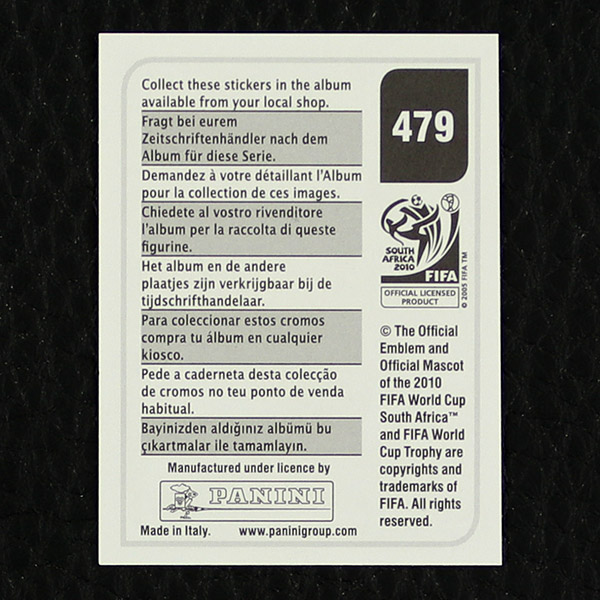 Collect these stickers in the album
available from your local shop.
Fragt bei eurem
Zeitschriftenhändler nach dem
Album für diese Serie.
Demandez à votre détaillant l'Album
pour la collection de ces images.
Chiedete al vostro rivenditore
l'album per la raccolta di queste
figurine.
Het album en de andere
plaatjes zijn verkrijgbaar bij de
tijdschrifthandelaar.
Para coleccionar estos cromos
compra tu álbum en cualquier
kiosco.
Pede a caderneta desta colecção
de cromos no teu ponto de venda
habitual.
Bayinizden aldığınız albümü bu
çıkartmalar ile tamamlayın.
Manufactured under licence by
PANINI
Made in Italy. www.paninigroup.com
479
SOUTH
AFRICA
2010
FIFA
OFFICIAL LICENSED
PRODUCT
© 2005 FIFA TM
© The Official
Emblem and
Official Mascot
of the 2010
FIFA World Cup
South Africa™
and FIFA World
Cup Trophy are
copyrights and
trademarks of
FIFA. All rights
reserved.